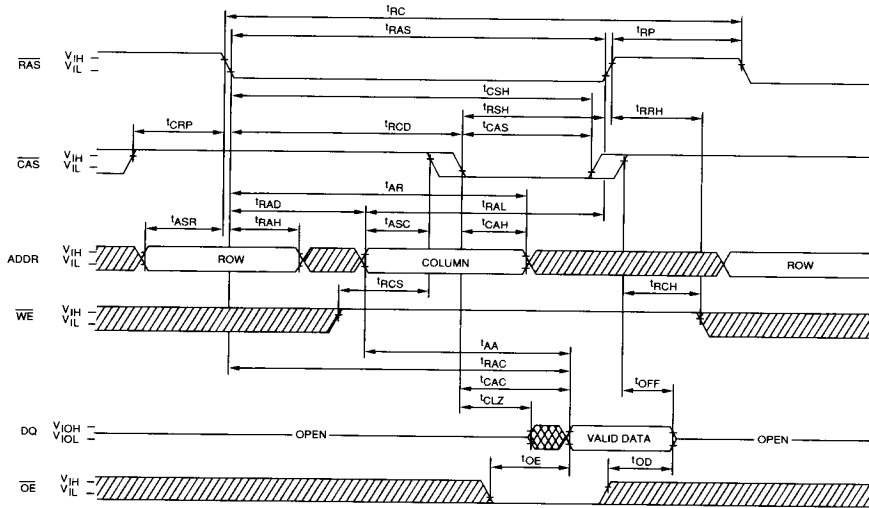 tRC
tRAS tRP
RAS VIH VIL
tCSH
tRSH tRRH
tCRP tRCD tCAS
CAS VIH VIL
tAR
tRAD tRAL
tASR tRAH tASC tCAH
ADDR VIH VIL ROW COLUMN ROW
tRCS tRCH
WE VIH VIL
tAA
tRAC
tCAC tOFF
tCLZ
DQ VIOH VIOL OPEN VALID DATA OPEN
tOE tOD
OE VIH VIL